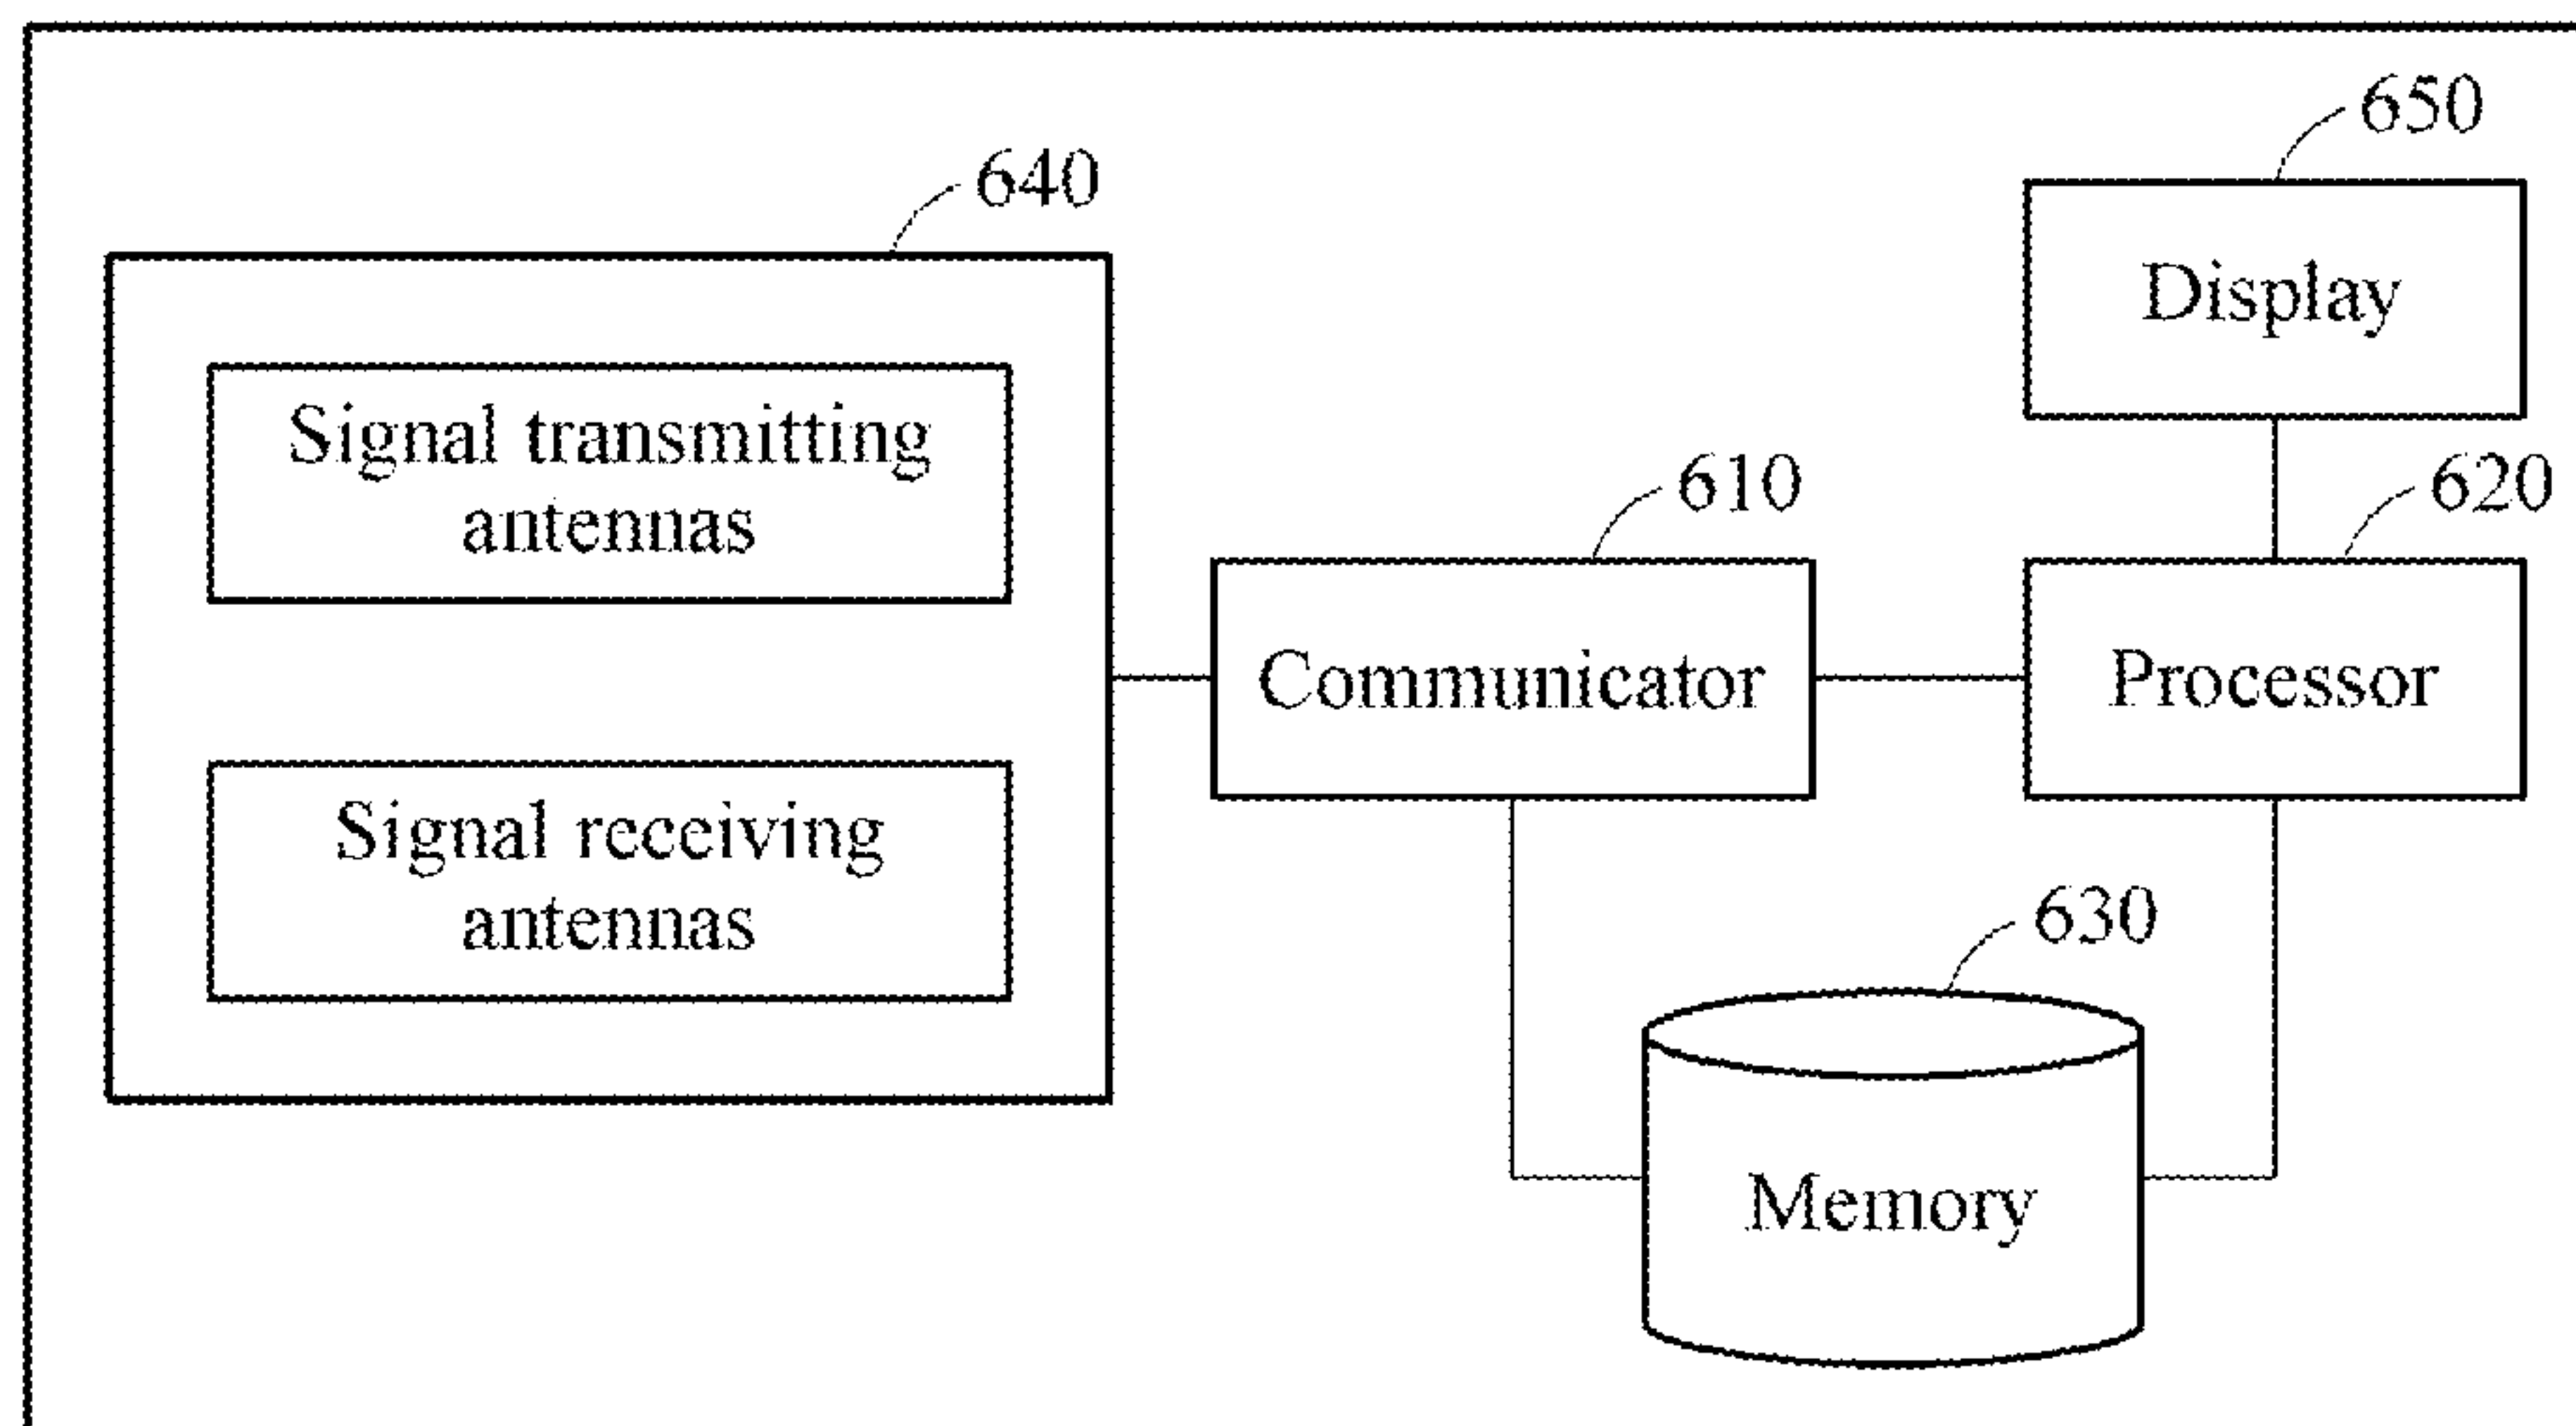 650
640
Display
Signal transmitting
antennas
610
620
Communicator
Processor
Signal receiving
antennas
630
Memory